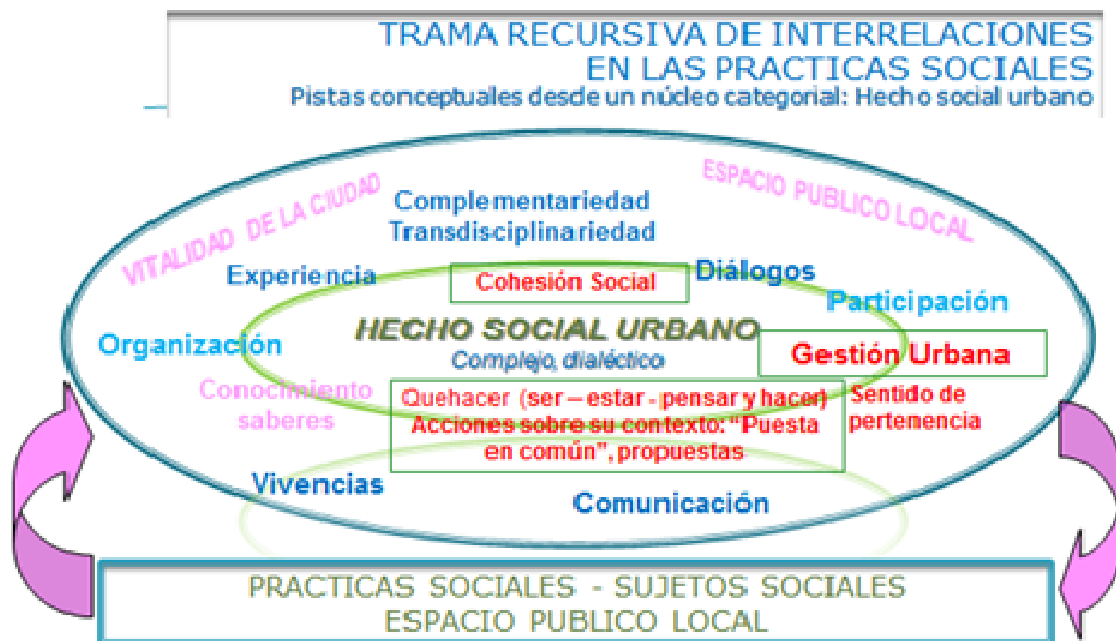 TRAMA RECURSIVA DE INTERRELACIONES
EN LAS PRACTICAS SOCIALES
Pistas conceptuales desde un núcleo categorial: Hecho social urbano
VITALIDAD DE LA CIUDAD
ESPACIO PUBLICO LOCAL
Complementariedad
Transdisciplinariedad
Experiencia
Cohesión Social
Diálogos
Participación
HECHO SOCIAL URBANO
Organización
Complejo, dialéctico
Gestión Urbana
Conocimiento
saberes
Quehacer (ser – estar - pensar y hacer)
Acciones sobre su contexto: “Puesta
en común”, propuestas
Sentido de
pertenencia
Vivencias
Comunicación
PRACTICAS SOCIALES - SUJETOS SOCIALES
ESPACIO PUBLICO LOCAL